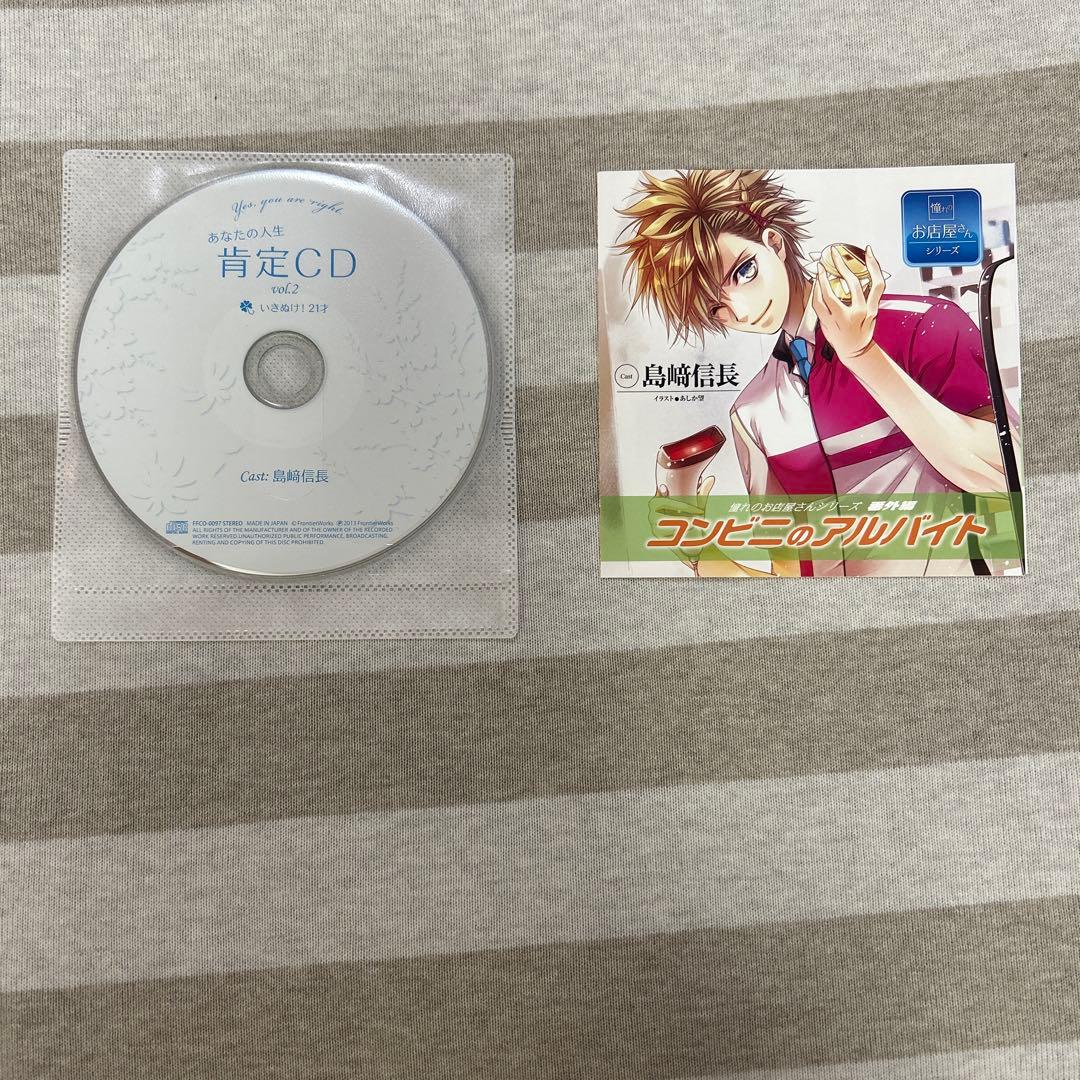 Yes, you are right.
あなたの人生
肯定CD
vol.2
いきぬけ! 21才
Cast: 島﨑信長
FFCO-0097 STEREO MADE IN JAPAN ©FrontierWorks ℗2013 FrontierWorks
ALL RIGHTS OF THE MANUFACTURER AND OF THE OWNER OF THE RECORDED
WORK RESERVED.UNAUTHORIZED PUBLIC PERFORMANCE, BROADCASTING,
RENTING AND COPYING OF THIS DISC PROHIBITED.
憧れの
お店屋さん
シリーズ
Cast 島﨑信長
イラスト●あしか望
憧れのお店屋さんシリーズ 番外編
コンビニのアルバイト